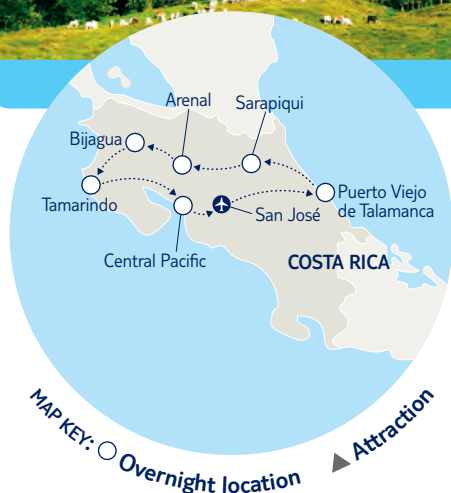 Arenal
Sarapiqui
Bijagua
Tamarindo
Puerto Viejo
de Talamanca
San José
Central Pacific
COSTA RICA
MAP KEY: Overnight location
Attraction